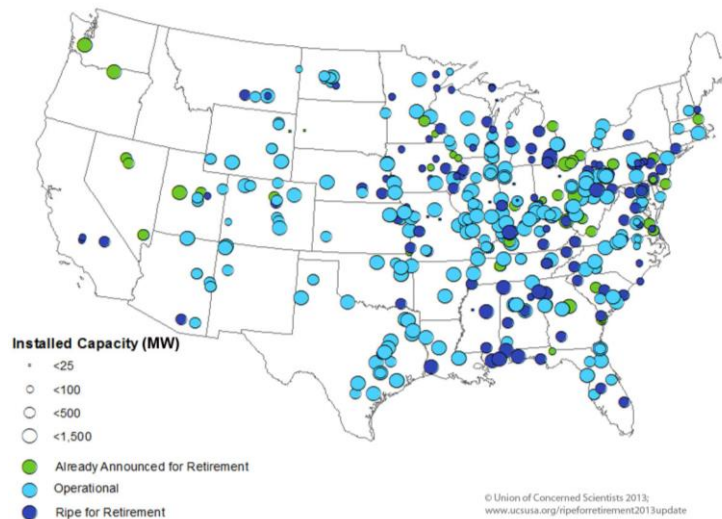 Installed Capacity (MW)
<25
<100
<500
<1,500
Already Announced for Retirement
Operational
Ripe for Retirement
© Union of Concerned Scientists 2013;
www.ucsusa.org/ripeforretirement2013update